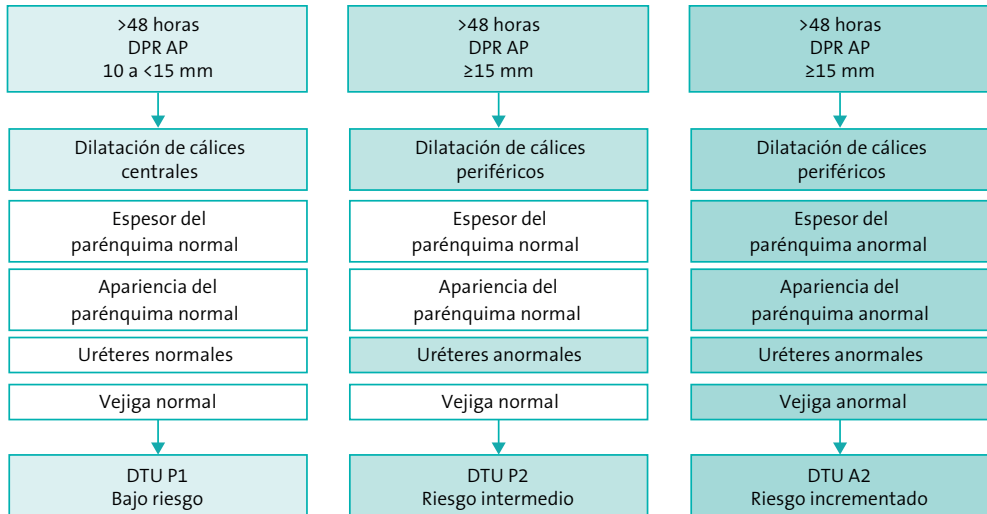 >48 horas
DPR AP
10 a <15 mm
Dilatación de cálices
centrales
Espesor del
parénquima normal
Apariencia del
parénquima normal
Uréteres normales
Vejiga normal
DTU P1
Bajo riesgo
>48 horas
DPR AP
≥15 mm
Dilatación de cálices
periféricos
Espesor del
parénquima normal
Apariencia del
parénquima normal
Uréteres anormales
Vejiga normal
DTU P2
Riesgo intermedio
>48 horas
DPR AP
≥15 mm
Dilatación de cálices
periféricos
Espesor del
parénquima anormal
Apariencia del
parénquima anormal
Uréteres anormales
Vejiga anormal
DTU A2
Riesgo incrementado